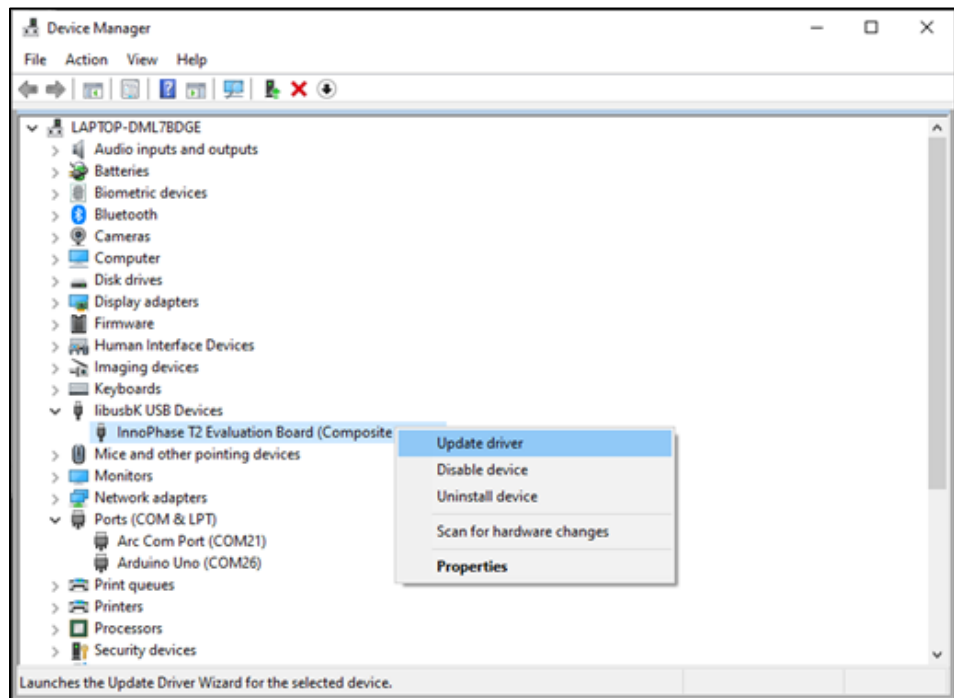 Device Manager
File Action View Help
LAPTOP-DML7BDGE
Audio inputs and outputs
Batteries
Biometric devices
Bluetooth
Cameras
Computer
Disk drives
Display adapters
Firmware
Human Interface Devices
Imaging devices
Keyboards
libusbK USB Devices
InnoPhase T2 Evaluation Board (Composite
Update driver
Mice and other pointing devices
Disable device
Monitors
Network adapters
Uninstall device
Ports (COM & LPT)
Scan for hardware changes
Arc Com Port (COM21)
Arduino Uno (COM26)
Properties
Print queues
Printers
Processors
Security devices
Launches the Update Driver Wizard for the selected device.